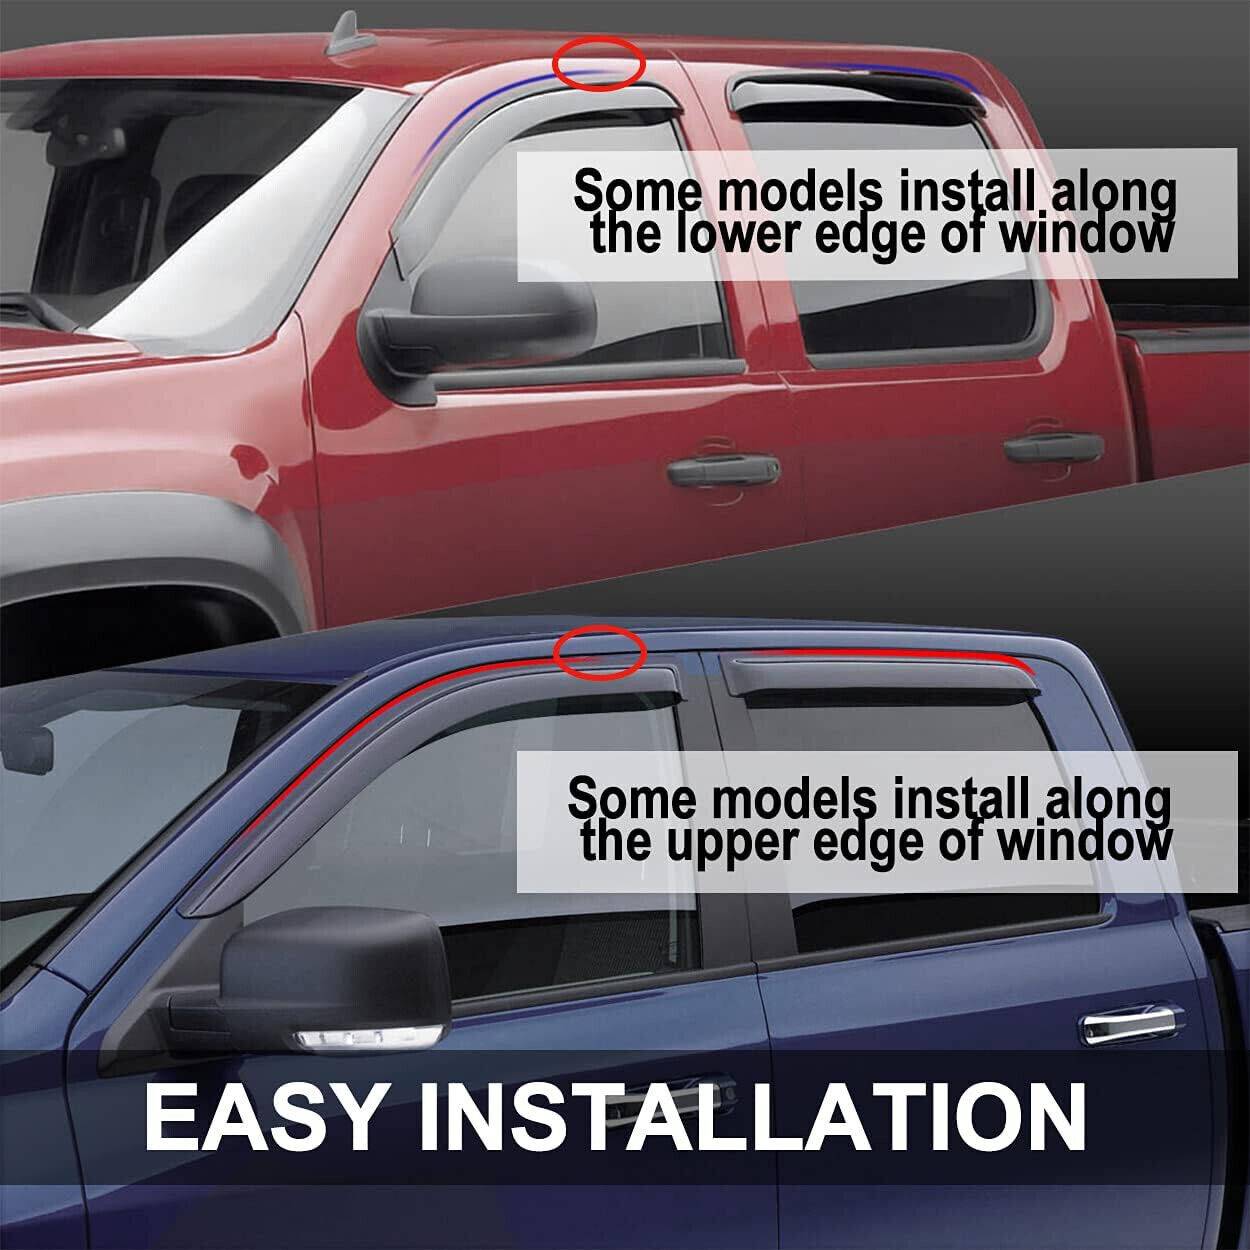 Some models install along
the lower edge of window
Some models install along
the upper edge of window
EASY INSTALLATION